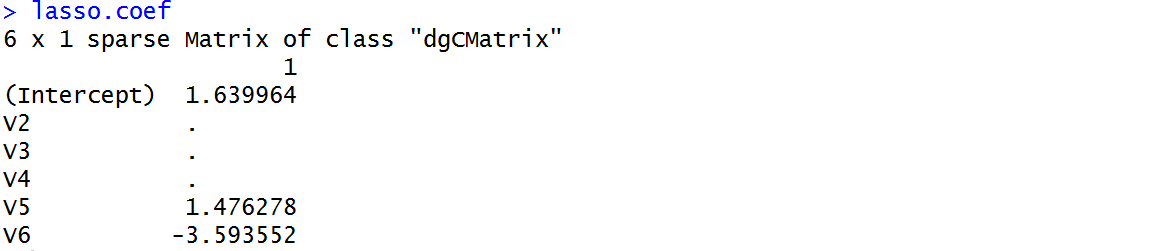 > lasso.coef
6 x 1 sparse Matrix of class "dgCMatrix"
1
(Intercept) 1.639964
V2 .
V3 .
V4 .
V5 1.476278
V6 -3.593552